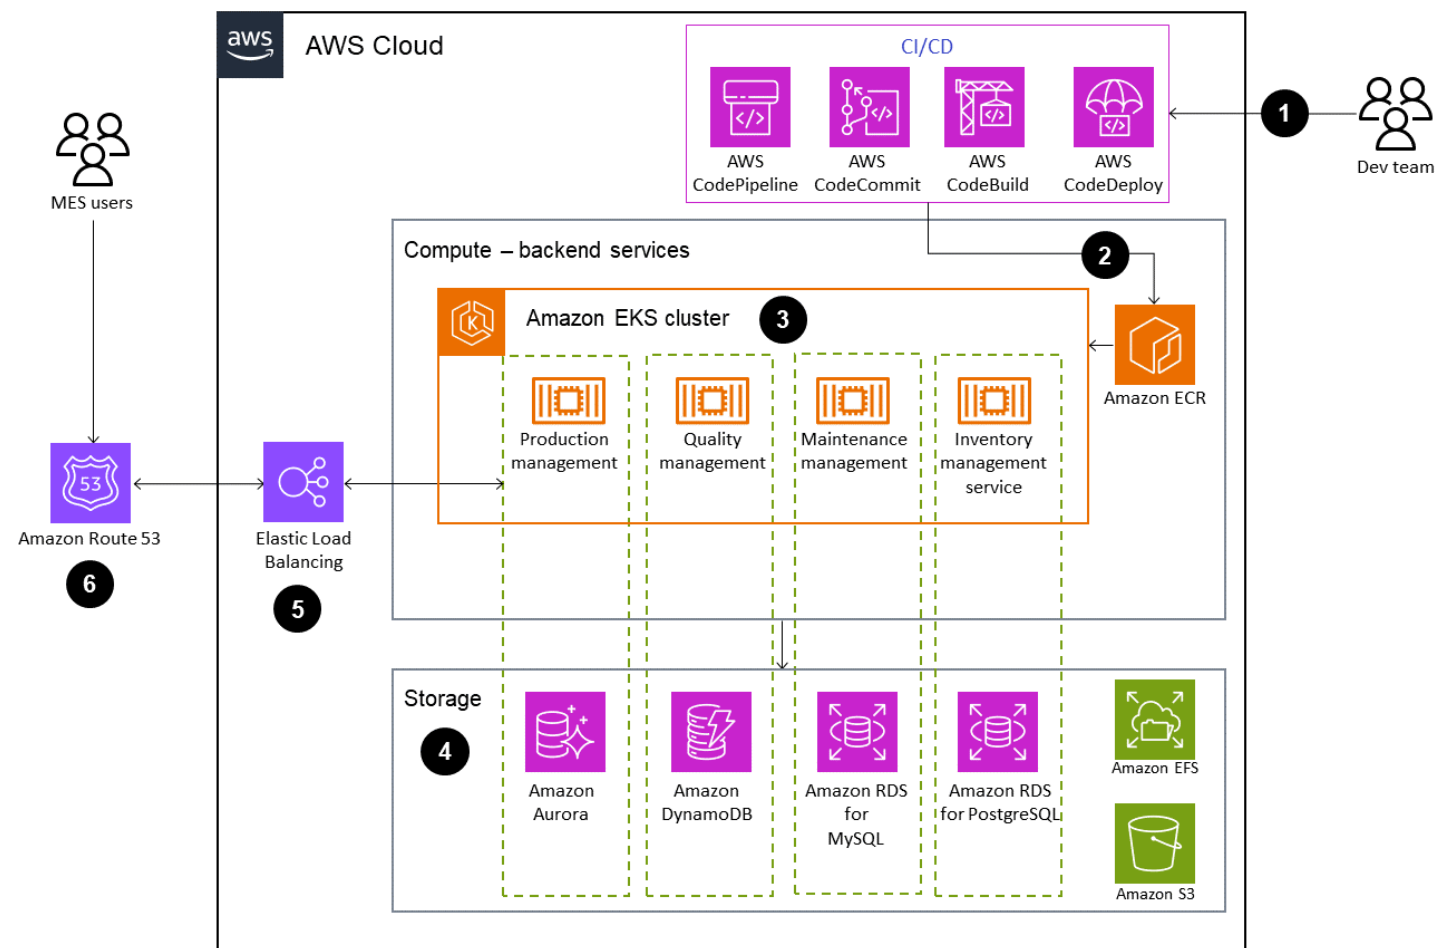 aws
AWS Cloud
CI/CD
AWS
CodePipeline
AWS
CodeCommit
AWS
CodeBuild
AWS
CodeDeploy
1
Dev team
MES users
Compute – backend services
2
K
Amazon EKS cluster
3
Amazon ECR
Production
management
Quality
management
Maintenance
management
Inventory
management
service
53
Amazon Route 53
6
Elastic Load
Balancing
5
Storage
4
Amazon
Aurora
Amazon
DynamoDB
Amazon RDS
for
MySQL
Amazon RDS
for PostgreSQL
Amazon EFS
Amazon S3